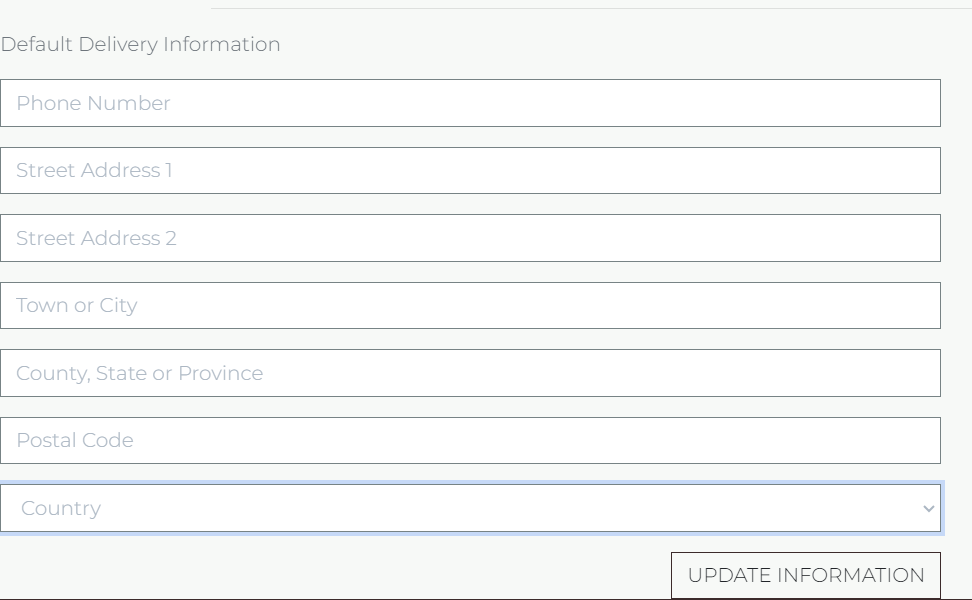 Default Delivery Information
Phone Number
Street Address 1
Street Address 2
Town or City
County, State or Province
Postal Code
Country
UPDATE INFORMATION